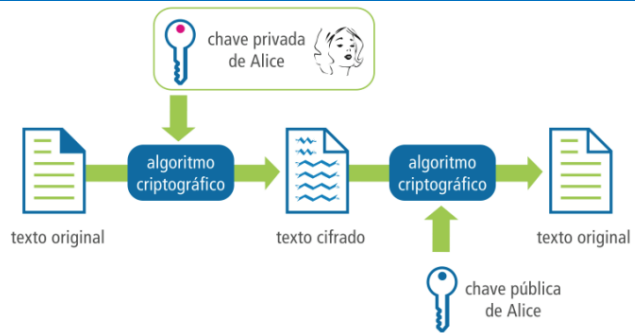 chave privada
de Alice
algoritmo
criptográfico
algoritmo
criptográfico
texto original
texto cifrado
texto original
chave pública
de Alice